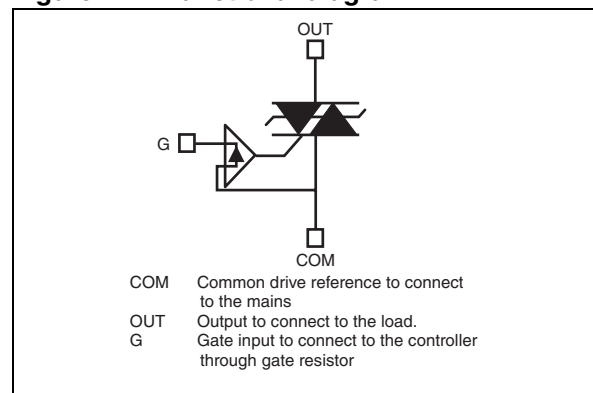 OUT
G
COM
COM Common drive reference to connect
to the mains
OUT Output to connect to the load.
G Gate input to connect to the controller
through gate resistor